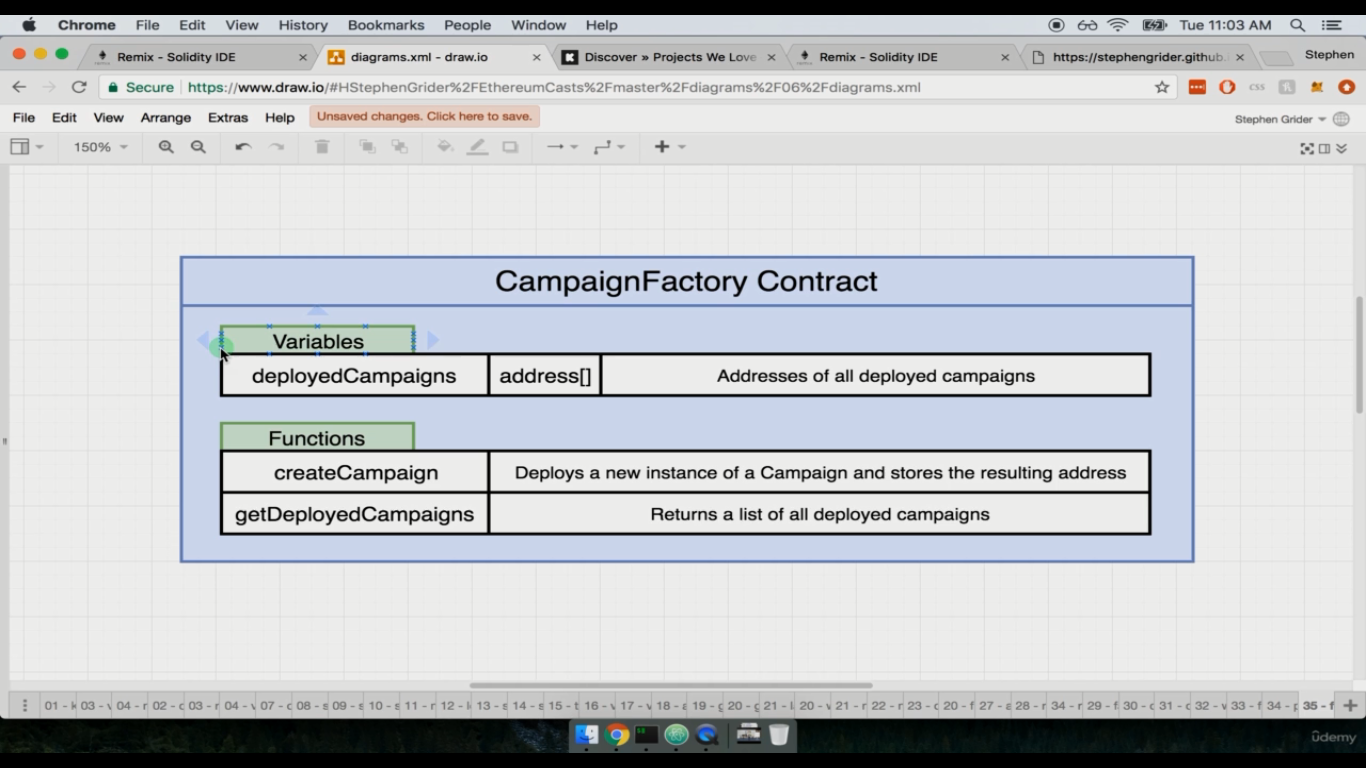 Chrome File Edit View History Bookmarks People Window Help Tue 11:03 AM
Remix - Solidity IDE diagrams.xml - draw.io Discover » Projects We Love Remix - Solidity IDE https://stephengrider.github. Stephen
Secure https://www.draw.io/#HStephenGrider%2FEthereumCasts%2Fmaster%2Fdiagrams%2F06%2Fdiagrams.xml css
File Edit View Arrange Extras Help Unsaved changes. Click here to save. Stephen Grider
150%
CampaignFactory Contract
Variables
deployedCampaigns address[] Addresses of all deployed campaigns
Functions
createCampaign Deploys a new instance of a Campaign and stores the resulting address
getDeployedCampaigns Returns a list of all deployed campaigns
01 - k 03 - v 04 - r 02 - c 03 - r 04 - v 07 - c 08 - s 09 - s 10 - s 11 - r 12 - k 13 - s 14 - s 15 - t 16 - v 17 - v 18 - a 19 - g 20 - g 21 - l 20 - v 21 - r 22 - r 23 - c 20 - f 27 - a 28 - r 34 - r 29 - f 30 - c 31 - c 32 - v 33 - f 34 - p 35 - f
ûdemy